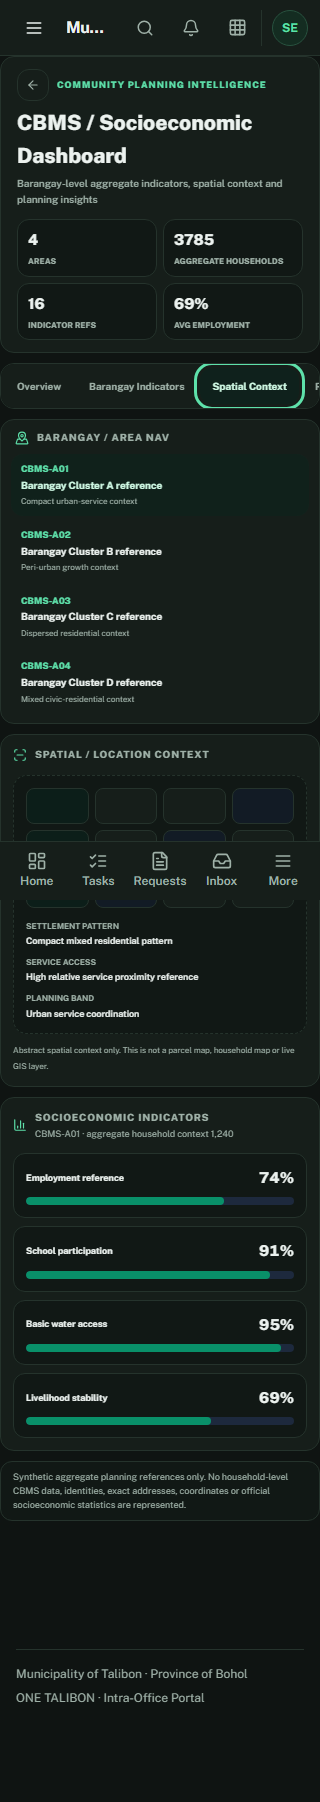 Mu...
SE
COMMUNITY PLANNING INTELLIGENCE
CBMS / Socioeconomic
Dashboard
Barangay-level aggregate indicators, spatial context and
planning insights
4
AREAS
3785
AGGREGATE HOUSEHOLDS
16
INDICATOR REFS
69%
AVG EMPLOYMENT
Overview
Barangay Indicators
Spatial Context
BARANGAY / AREA NAV
CBMS-A01
Barangay Cluster A reference
Compact urban-service context
CBMS-A02
Barangay Cluster B reference
Peri-urban growth context
CBMS-A03
Barangay Cluster C reference
Dispersed residential context
CBMS-A04
Barangay Cluster D reference
Mixed civic-residential context
SPATIAL / LOCATION CONTEXT
Home
Tasks
Requests
Inbox
More
SETTLEMENT PATTERN
Compact mixed residential pattern
SERVICE ACCESS
High relative service proximity reference
PLANNING BAND
Urban service coordination
Abstract spatial context only. This is not a parcel map, household map or live
GIS layer.
SOCIOECONOMIC INDICATORS
CBMS-A01 · aggregate household context 1,240
Employment reference
74%
School participation
91%
Basic water access
95%
Livelihood stability
69%
Synthetic aggregate planning references only. No household-level
CBMS data, identities, exact addresses, coordinates or official
socioeconomic statistics are represented.
Municipality of Talibon · Province of Bohol
ONE TALIBON · Intra-Office Portal